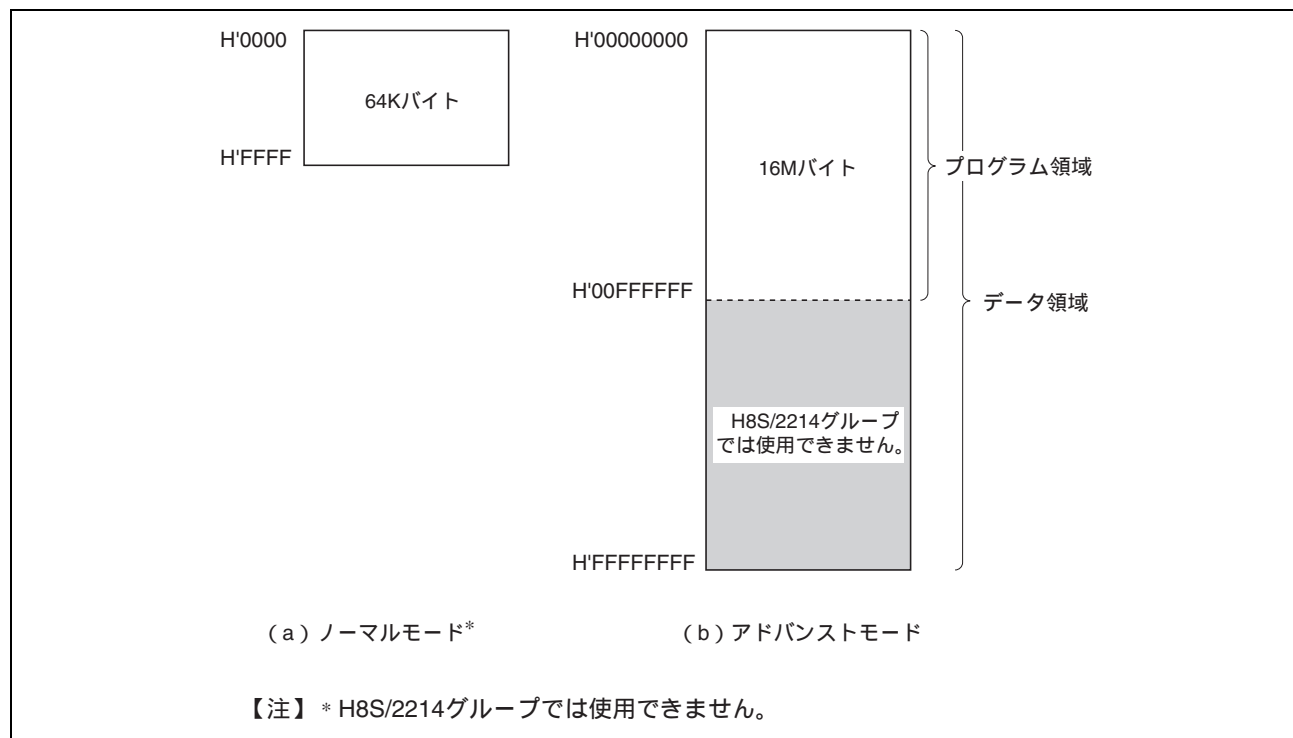 H'0000
64Kバイト
H'FFFF
H'00000000
16Mバイト
プログラム領域
H'00FFFFFF
データ領域
H8S/2214グループ
では使用できません。
H'FFFFFFFF
（a）ノーマルモード*
（b）アドバンストモード
【注】 * H8S/2214グループでは使用できません。